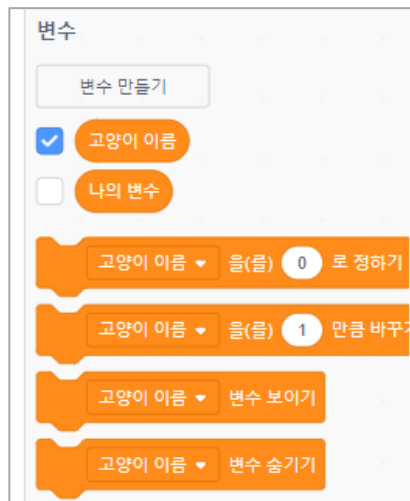 변수
변수 만들기
고양이 이름
나의 변수
고양이 이름 을(를) 0 로 정하기
고양이 이름 을(를) 1 만큼 바꾸기
고양이 이름 변수 보이기
고양이 이름 변수 숨기기